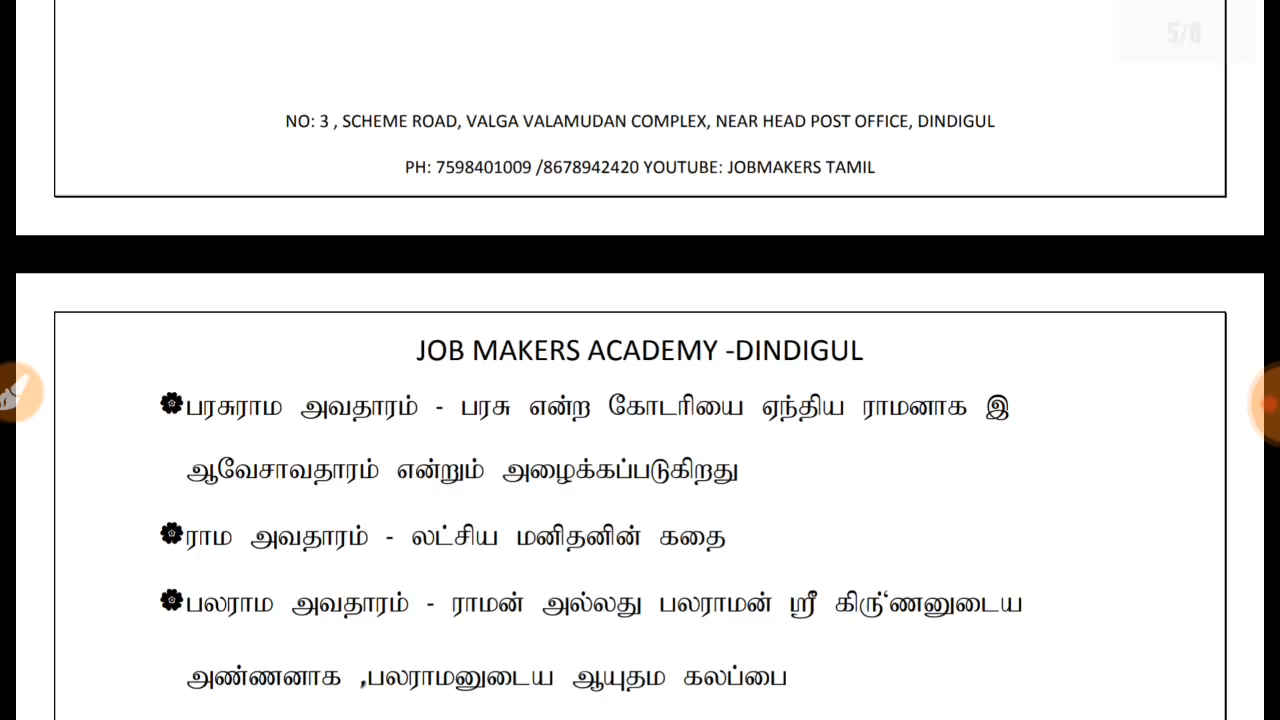 5/6
NO: 3 , SCHEME ROAD, VALGA VALAMUDAN COMPLEX, NEAR HEAD POST OFFICE, DINDIGUL
PH: 7598401009 /8678942420 YOUTUBE: JOBMAKERS TAMIL
JOB MAKERS ACADEMY -DINDIGUL
பரசுராம அவதாரம் - பரசு என்ற கோடரியை ஏந்திய ராமனாக இ
ஆவேசாவதாரம் என்றும் அழைக்கப்படுகிறது
ராம அவதாரம் - லட்சிய மனிதனின் கதை
பலராம அவதாரம் - ராமன் அல்லது பலராமன் ஸ்ரீ கிரு்‘ணனுடைய
அண்ணனாக ,பலராமனுடைய ஆயுதம கலப்பை